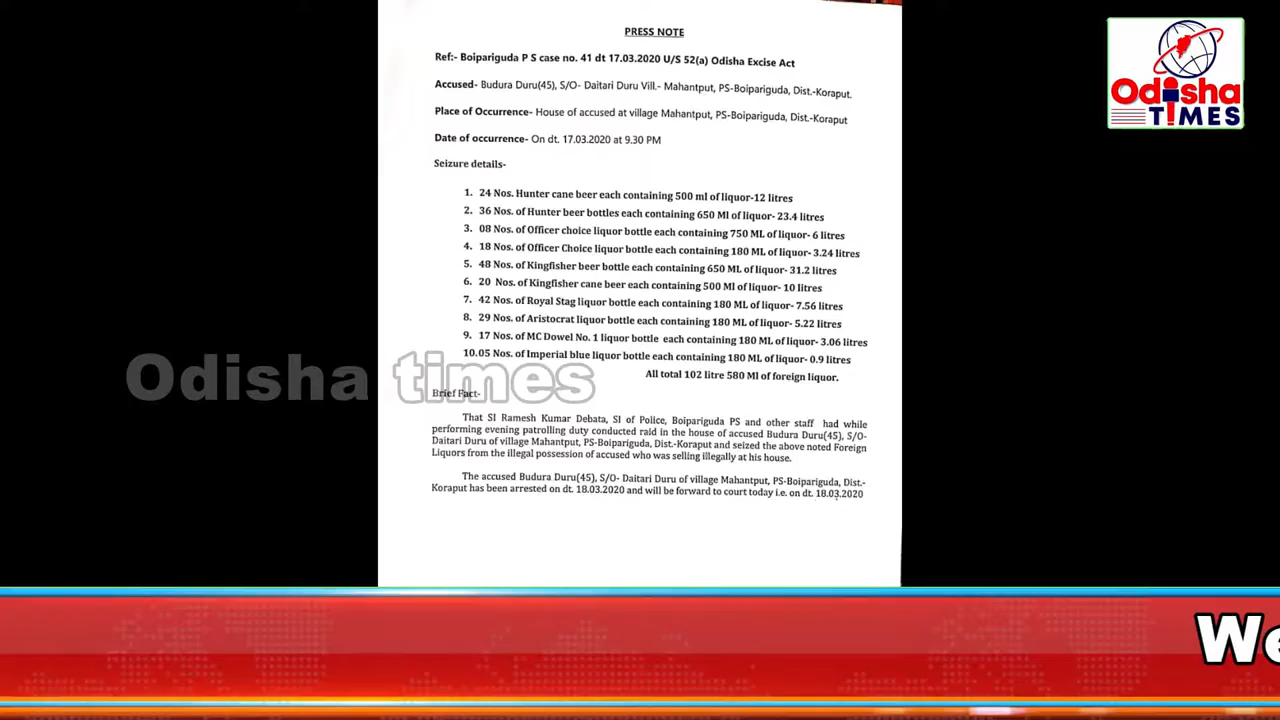 PRESS NOTE
Ref:- Boipariguda P S case no. 41 dt 17.03.2020 U/S 52(a) Odisha Excise Act
Accused- Budura Duru(45), S/O- Daitari Duru Vill.- Mahantput, PS-Boipariguda, Dist.-Koraput.
Place of Occurrence- House of accused at village Mahantput, PS-Boipariguda, Dist.-Koraput
Date of occurrence- On dt. 17.03.2020 at 9.30 PM
Seizure details-
1. 24 Nos. Hunter cane beer each containing 500 ml of liquor-12 litres
2. 36 Nos. of Hunter beer bottles each containing 650 Ml of liquor- 23.4 litres
3. 08 Nos. of Officer choice liquor bottle each containing 750 ML of liquor- 6 litres
4. 18 Nos. of Officer Choice liquor bottle each containing 180 ML of liquor- 3.24 litres
5. 48 Nos. of Kingfisher beer bottle each containing 650 ML of liquor- 31.2 litres
6. 20 Nos. of Kingfisher cane beer each containing 500 Ml of liquor- 10 litres
7. 42 Nos. of Royal Stag liquor bottle each containing 180 ML of liquor- 7.56 litres
8. 29 Nos. of Aristocrat liquor bottle each containing 180 ML of liquor- 5.22 litres
9. 17 Nos. of MC Dowel No. 1 liquor bottle each containing 180 ML of liquor- 3.06 litres
10.05 Nos. of Imperial blue liquor bottle each containing 180 ML of liquor- 0.9 litres
All total 102 litre 580 Ml of foreign liquor.
Brief Fact-
That SI Ramesh Kumar Debata, SI of Police, Boipariguda PS and other staff had while
performing evening patrolling duty conducted raid in the house of accused Budura Duru(45), S/O-
Daitari Duru of village Mahantput, PS-Boipariguda, Dist.-Koraput and seized the above noted Foreign
Liquors from the illegal possession of accused who was selling illegally at his house.
The accused Budura Duru(45), S/O- Daitari Duru of village Mahantput, PS-Boipariguda, Dist.-
Koraput has been arrested on dt. 18.03.2020 and will be forward to court today i.e. on dt. 18.03.2020
Odisha
TIMES
Odisha times
We